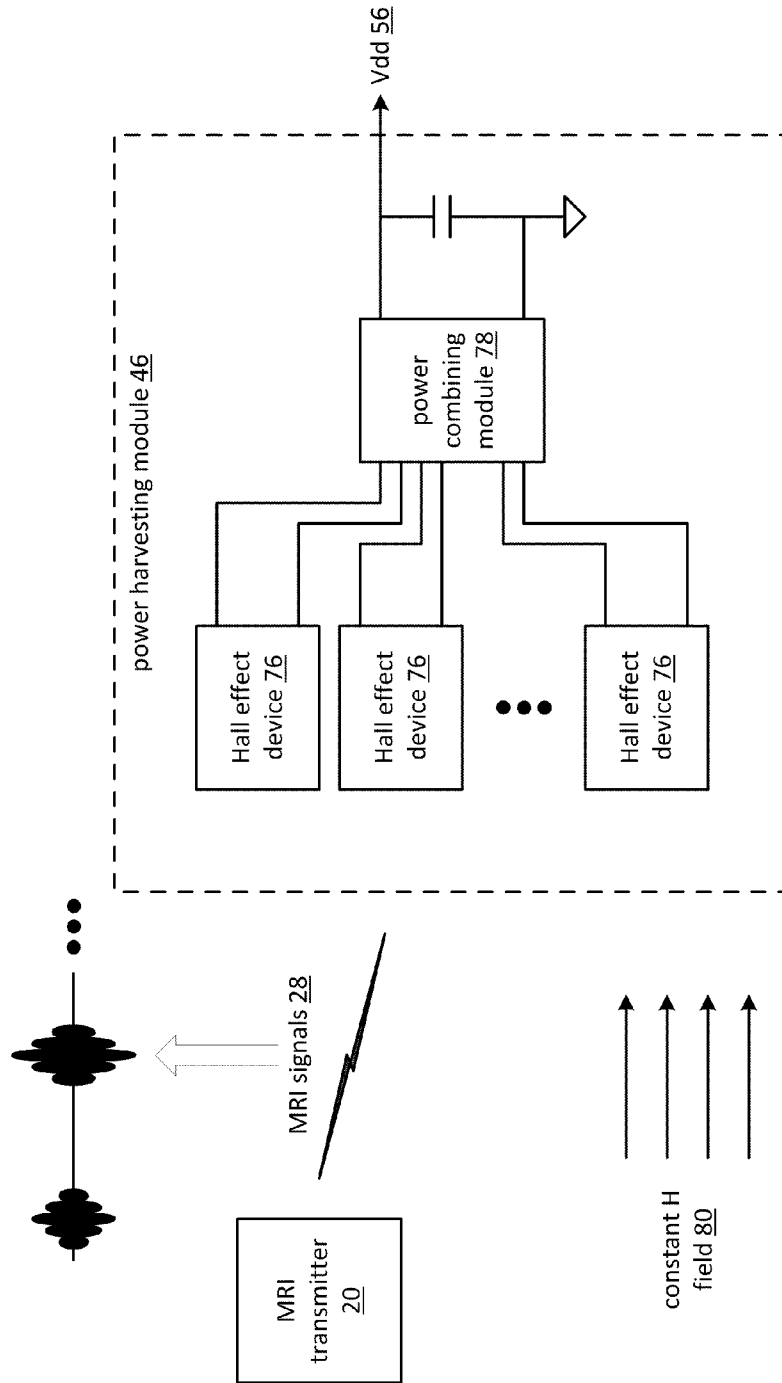 MRI
transmitter
20
MRI signals 28
constant H
field 80
power harvesting module 46
Hall effect
device 76
Hall effect
device 76
Hall effect
device 76
power
combining
module 78
Vdd 56